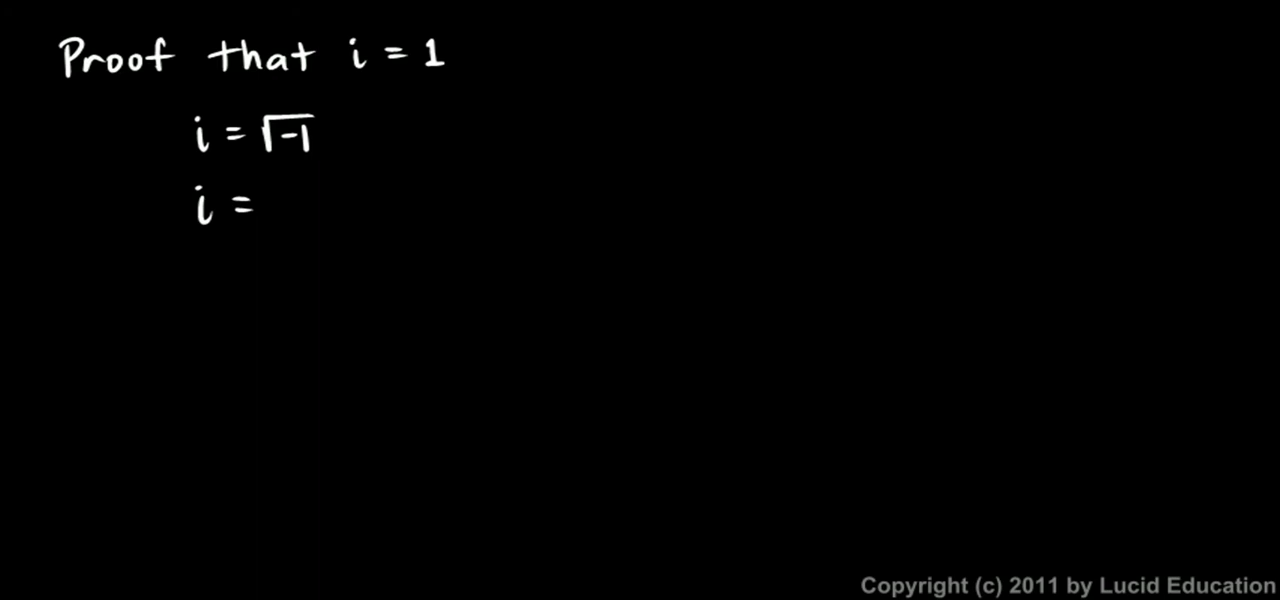 Proof that i = 1
i = √-1
i =
Copyright (c) 2011 by Lucid Education